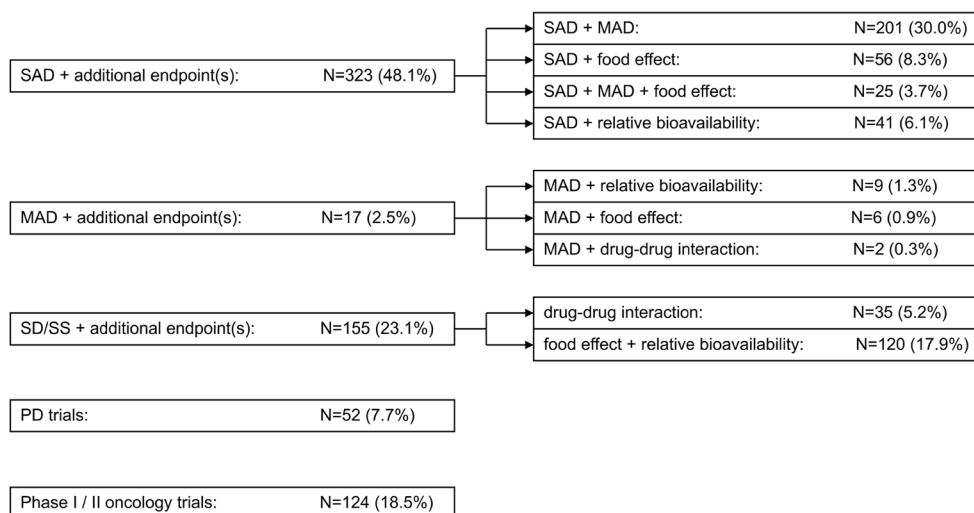 SAD + MAD: N=201 (30.0%)
SAD + additional endpoint(s): N=323 (48.1%)
SAD + food effect: N=56 (8.3%)
SAD + MAD + food effect: N=25 (3.7%)
SAD + relative bioavailability: N=41 (6.1%)
MAD + relative bioavailability: N=9 (1.3%)
MAD + additional endpoint(s): N=17 (2.5%)
MAD + food effect: N=6 (0.9%)
MAD + drug-drug interaction: N=2 (0.3%)
drug-drug interaction: N=35 (5.2%)
SD/SS + additional endpoint(s): N=155 (23.1%)
food effect + relative bioavailability: N=120 (17.9%)
PD trials: N=52 (7.7%)
Phase I / II oncology trials: N=124 (18.5%)